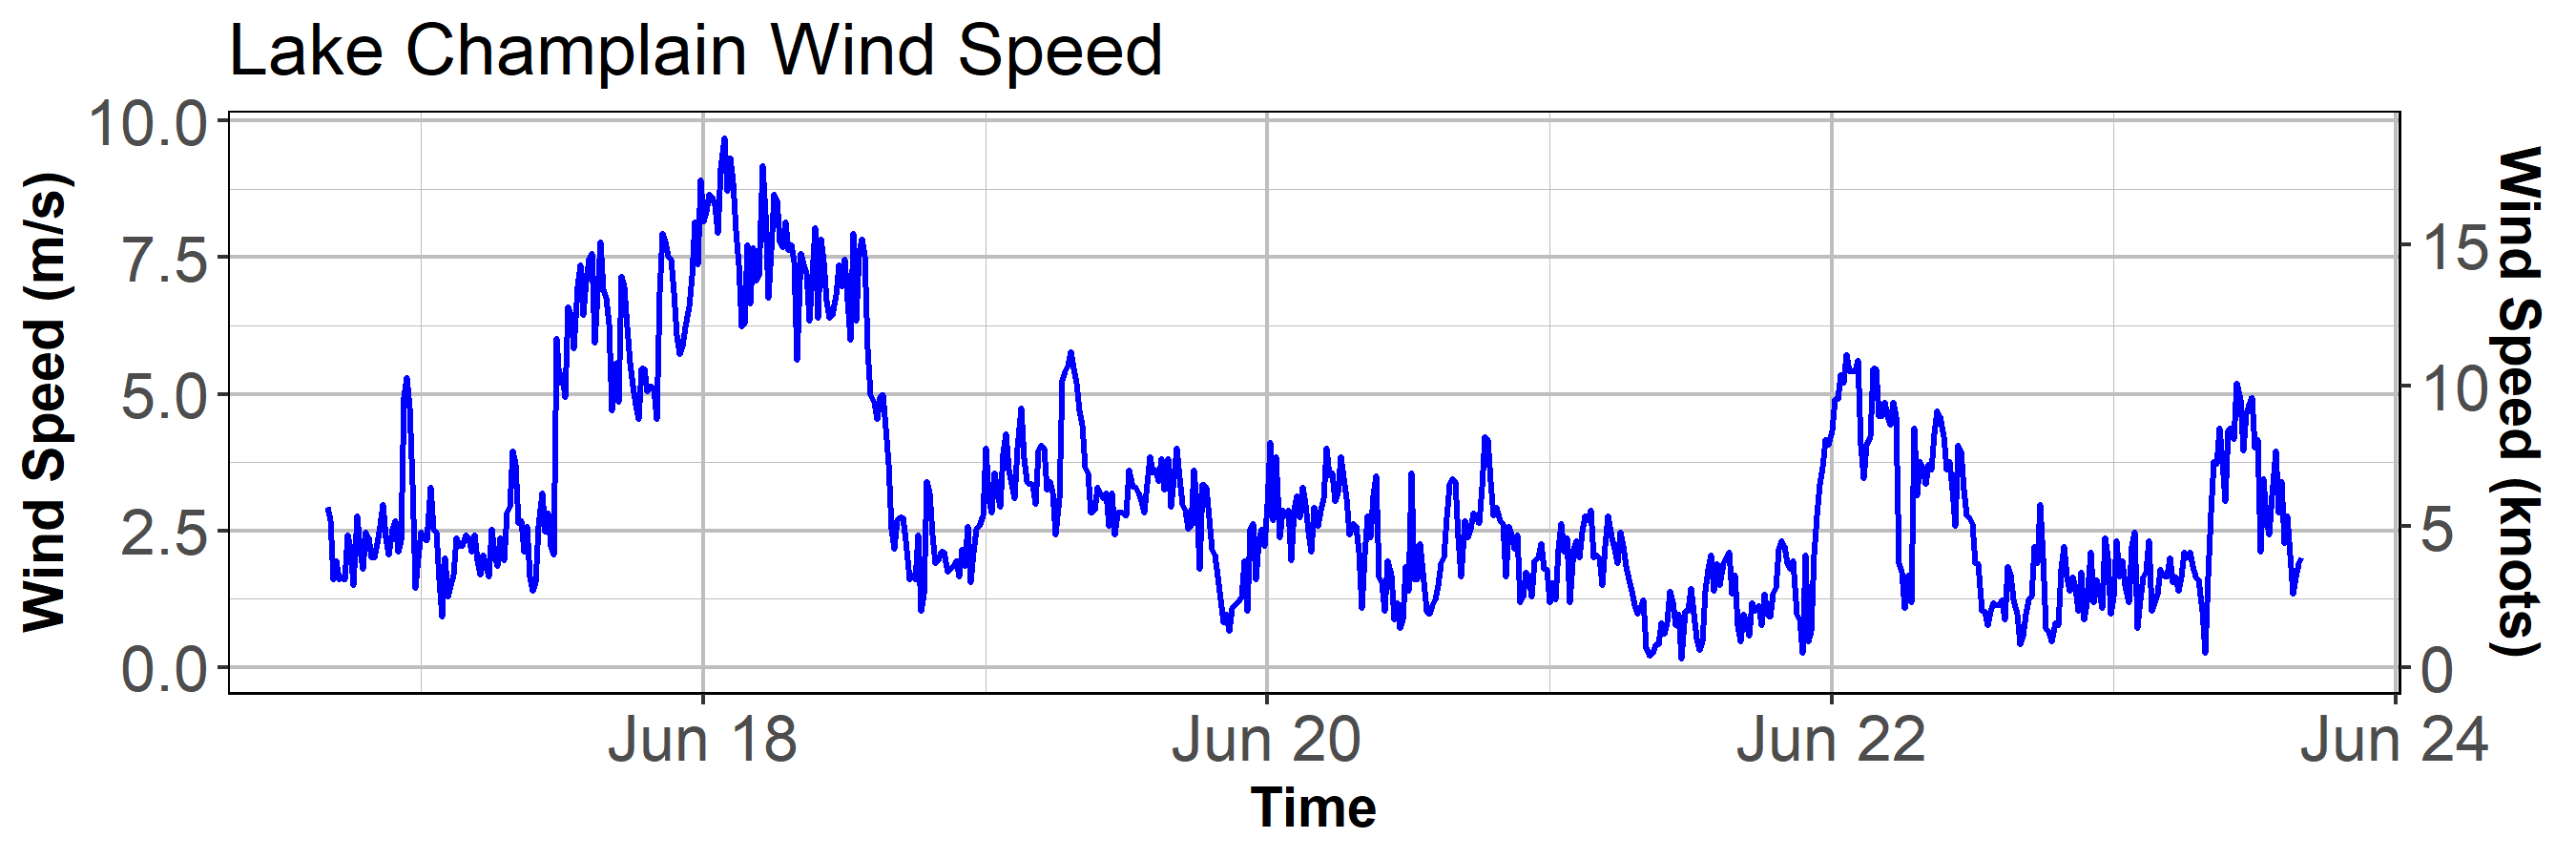 Lake Champlain Wind Speed
10.0
7.5
5.0
2.5
0.0
Wind Speed (m/s)
15
10
5
0
Wind Speed (knots)
Jun 18
Jun 20
Jun 22
Jun 24
Time